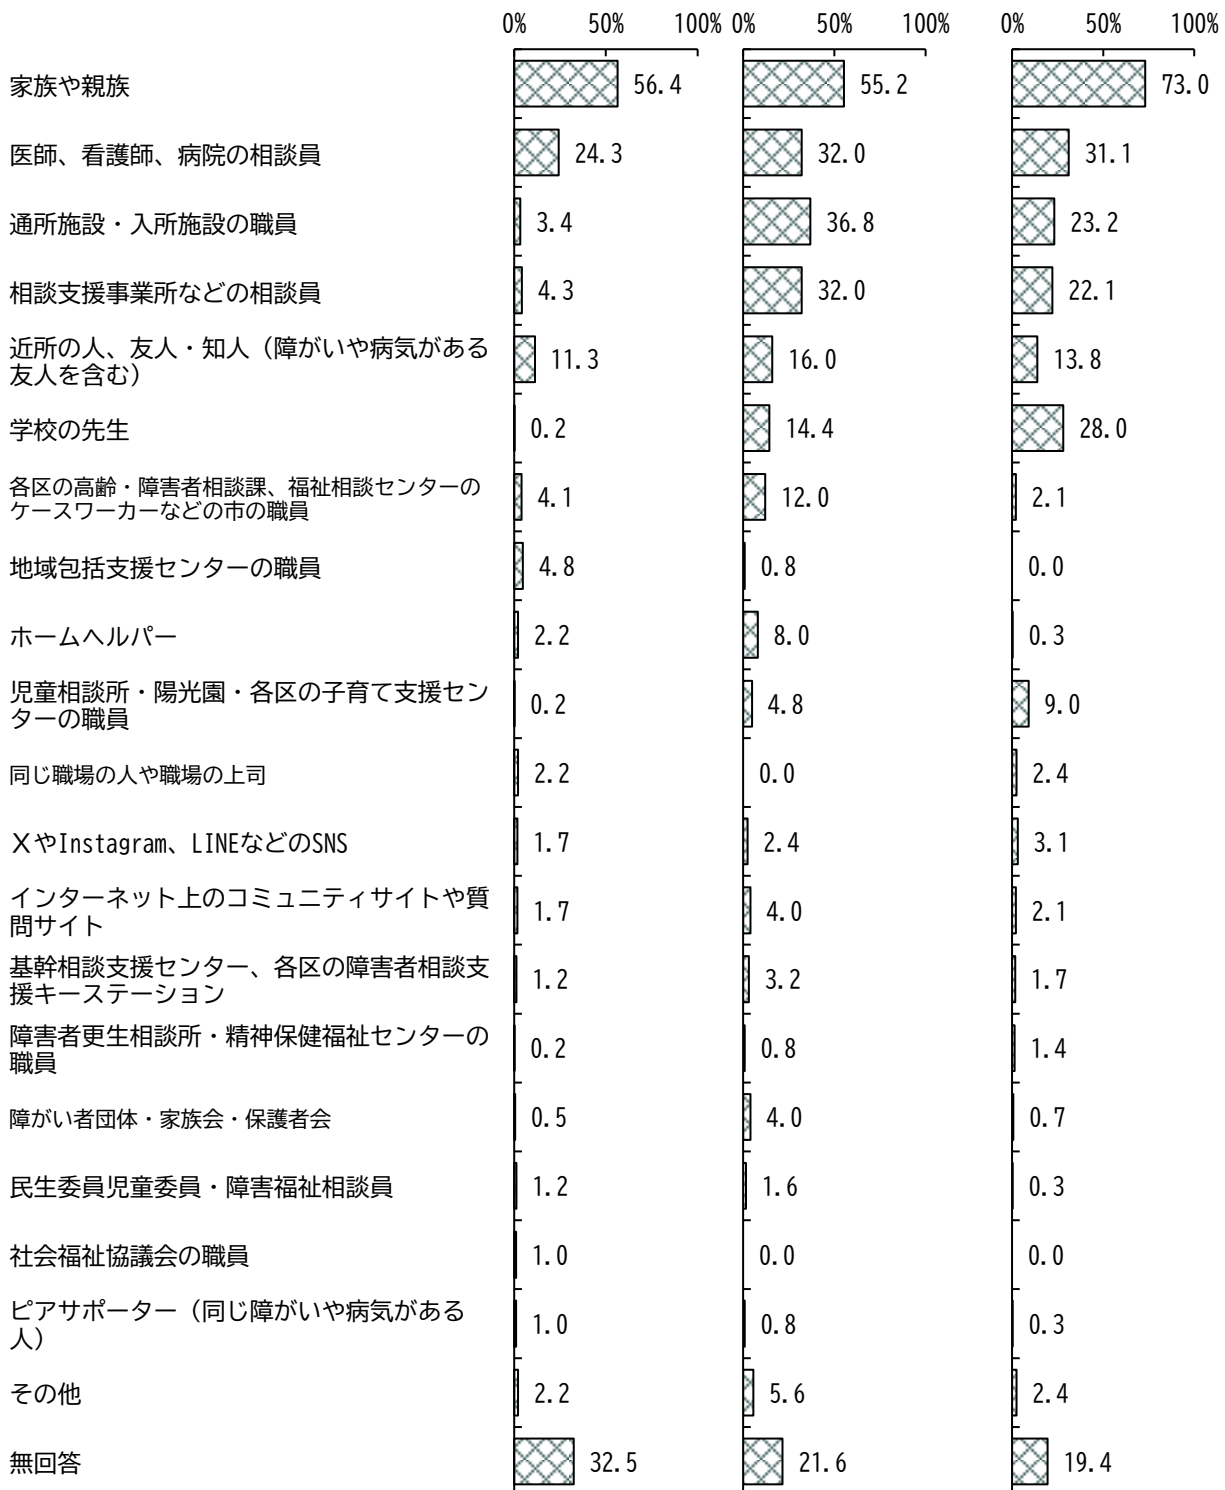 0% 50% 100% 0% 50% 100% 0% 50% 100%
家族や親族 56.4 55.2 73.0
医師、看護師、病院の相談員 24.3 32.0 31.1
通所施設・入所施設の職員 3.4 36.8 23.2
相談支援事業所などの相談員 4.3 32.0 22.1
近所の人、友人・知人（障がいや病気がある
友人を含む） 11.3 16.0 13.8
学校の先生 0.2 14.4 28.0
各区の高齢・障害者相談課、福祉相談センターの
ケースワーカーなどの市の職員 4.1 12.0 2.1
地域包括支援センターの職員 4.8 0.8 0.0
ホームヘルパー 2.2 8.0 0.3
児童相談所・陽光園・各区の子育て支援セン
ターの職員 0.2 4.8 9.0
同じ職場の人や職場の上司 2.2 0.0 2.4
XやInstagram、LINEなどのSNS 1.7 2.4 3.1
インターネット上のコミュニティサイトや質
問サイト 1.7 4.0 2.1
基幹相談支援センター、各区の障害者相談支
援キーステーション 1.2 3.2 1.7
障害者更生相談所・精神保健福祉センターの
職員 0.2 0.8 1.4
障がい者団体・家族会・保護者会 0.5 4.0 0.7
民生委員児童委員・障害福祉相談員 1.2 1.6 0.3
社会福祉協議会の職員 1.0 0.0 0.0
ピアサポーター（同じ障がいや病気がある
人） 1.0 0.8 0.3
その他 2.2 5.6 2.4
無回答 32.5 21.6 19.4